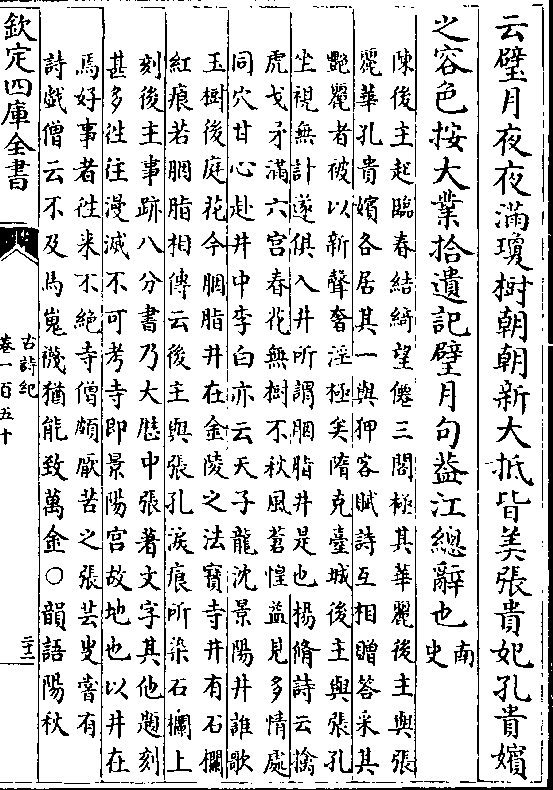 云璧月夜夜滿瓊樹朝朝新大抵皆美張貴妃孔貴嬪
之容色按大業拾遺記璧月句蓋江總辭也南史
陳後主起臨春結綺望僊三閣極其華麗後主與張
麗華孔貴嬪各居其一與狎客賦詩互相贈答采其
艷麗者被以新聲奢淫極矣隋克臺城後主與張孔
坐視無計遂俱入井所謂胭脂井是也楊脩詩云擒
虎戈矛滿六宮春花無樹不秋風蒼惶益見多情處
同穴甘心赴井中李白亦云天子龍沈景陽井誰歌
玉樹後庭花今胭脂井在金陵之法寶寺井有石欄
紅痕若胭脂相傳云後主與張孔淚痕所染石欄上
刻後主事跡八分書乃大曆中張著文字其他題刻
甚多往往漫滅不可考寺即景陽宮故地也以井在
焉好事者徃來不絶寺僧頗厭苦之張芸叟嘗有
詩戯僧云不及馬嵬襪猶能致萬金○韻語陽秋
欽定四庫全書
古詩紀
卷一百五十
二十二